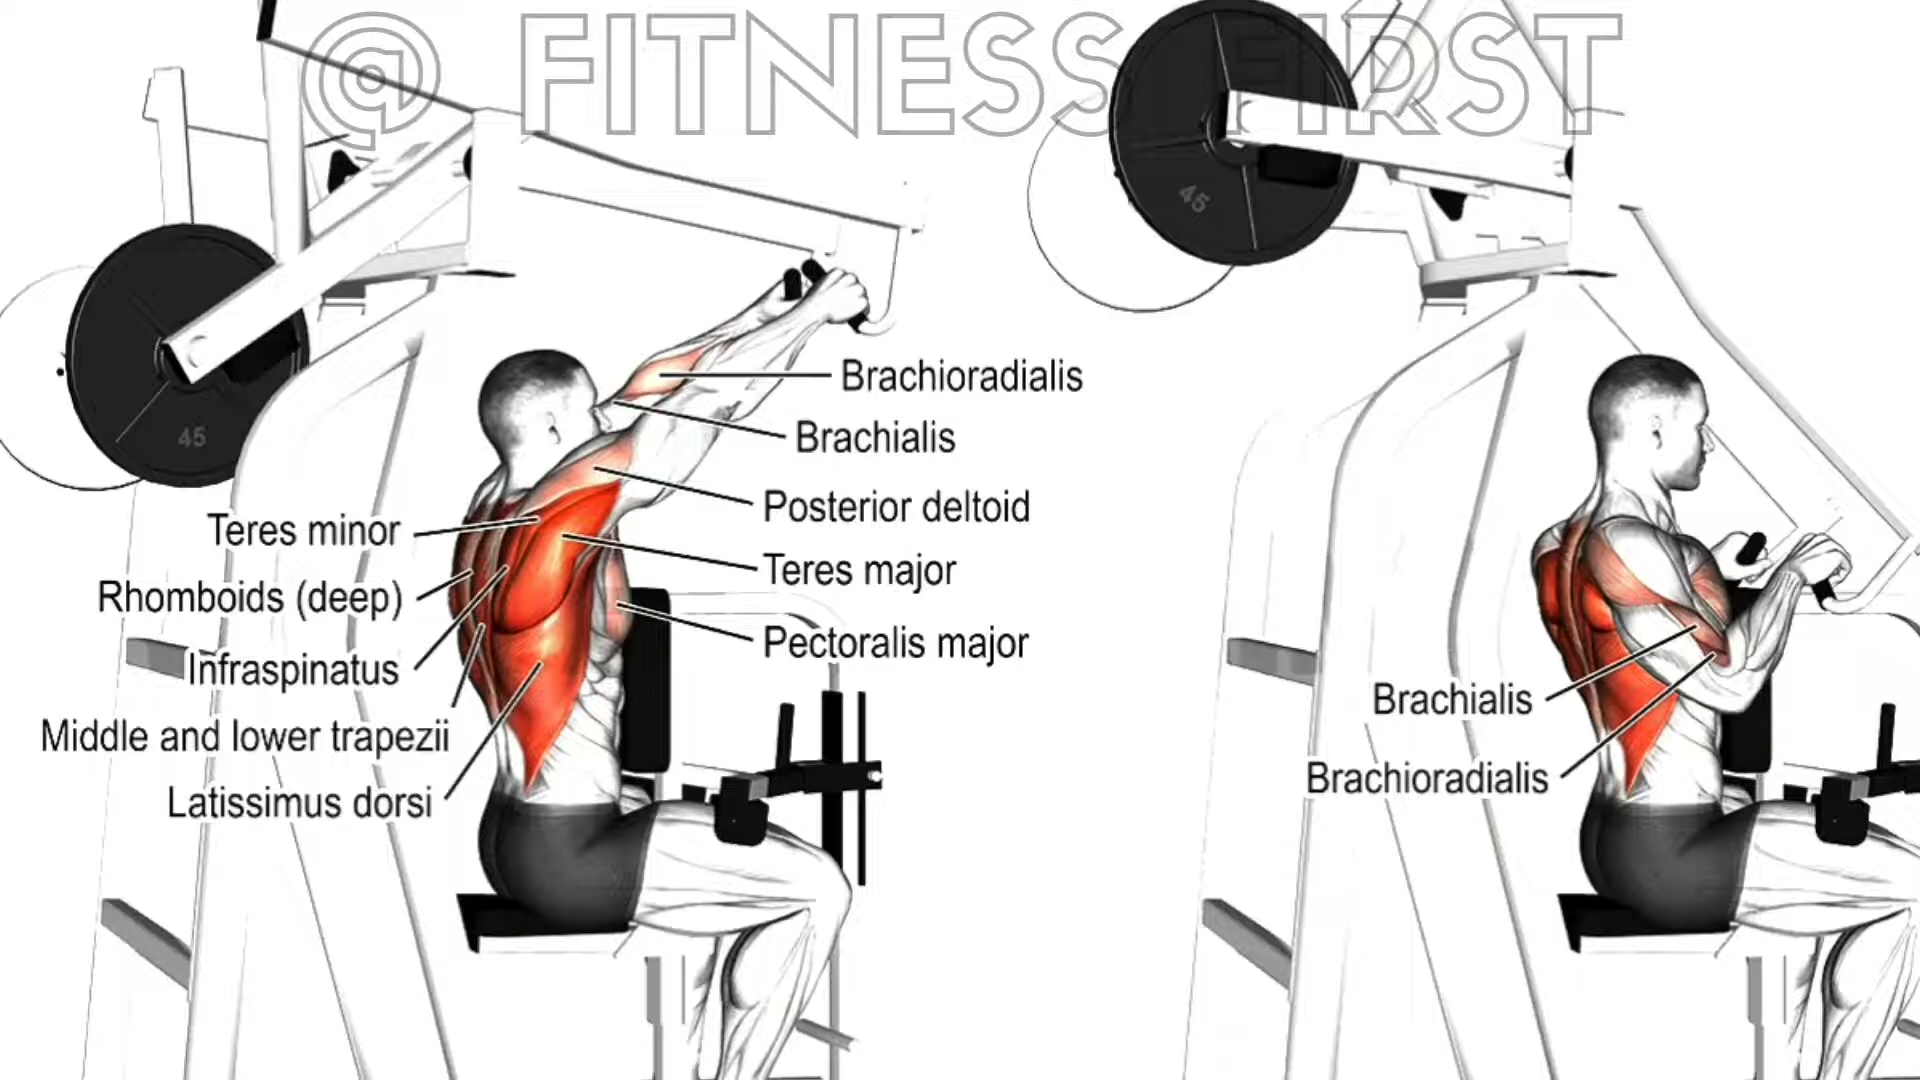 @ FITNESS FIRST
45
45
Brachioradialis
Brachialis
Posterior deltoid
Teres minor
Teres major
Rhomboids (deep)
Pectoralis major
Infraspinatus
Middle and lower trapezii
Latissimus dorsi
Brachialis
Brachioradialis